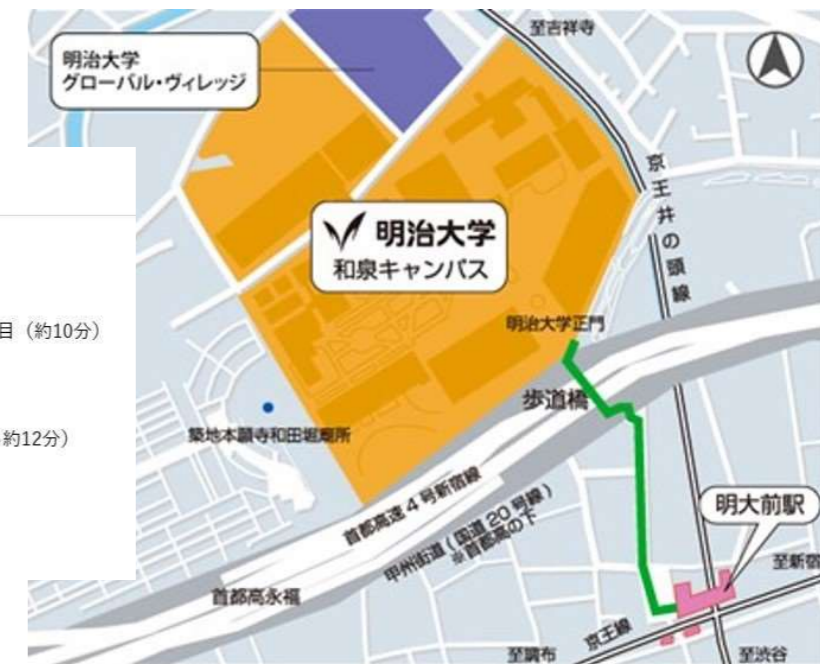 明治大学
グローバル・ヴィレッジ
至吉祥寺
京王井の頭線
目（約10分）
約12分）
明治大学
和泉キャンパス
明治大学正門
歩道橋
築地本願寺和田堀廟所
首都高速4号新宿線
甲州街道（国道20号線）
※首都高の下
首都高永福
明大前駅
至新宿
京王線
至調布
至渋谷